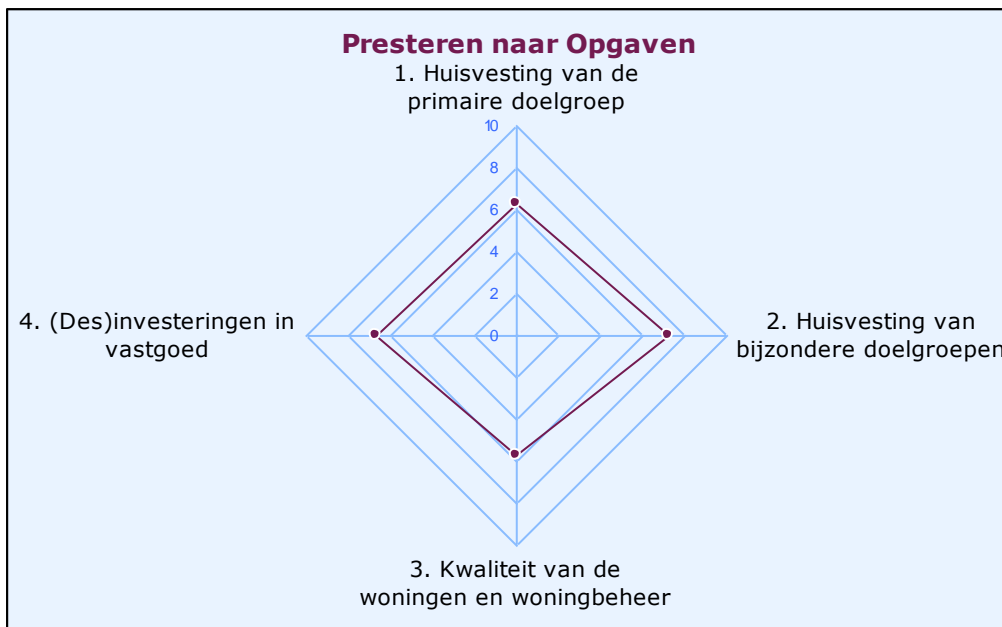 Presteren naar Opgaven
1. Huisvesting van de
primaire doelgroep
10
8
6
4
2
0
4. (Des)investeringen in
vastgoed
2. Huisvesting van
bijzondere doelgroepen
3. Kwaliteit van de
woningen en woningbeheer